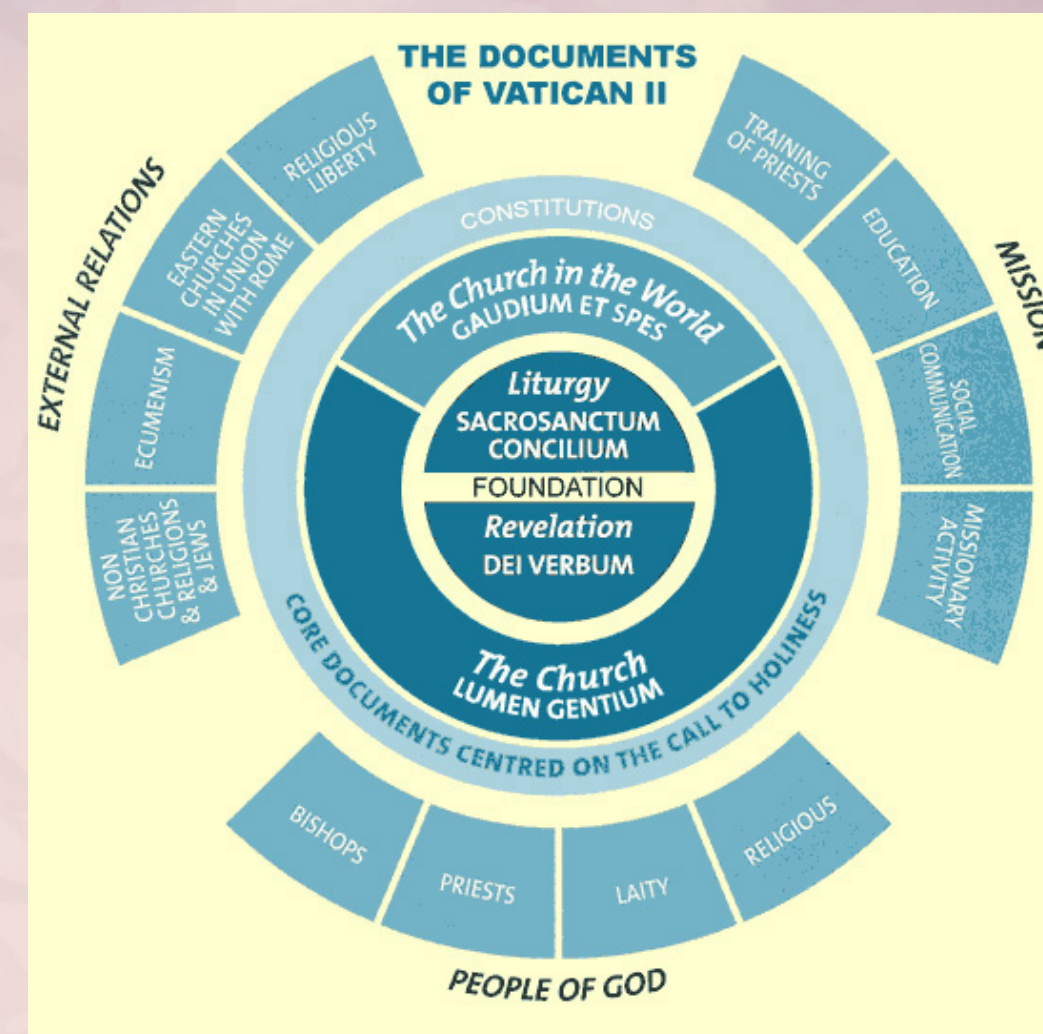 THE DOCUMENTS
OF VATICAN II
EXTERNAL RELATIONS
RELIGIOUS
LIBERTY
EASTERN
CHURCHES
IN UNION
WITH ROME
ECUMENISM
NON
CHRISTIAN
CHURCHES
& RELIGIONS
& JEWS
CONSTITUTIONS
The Church in the World
GAUDIUM ET SPES
Liturgy
SACROSANCTUM
CONCILIUM
FOUNDATION
Revelation
DEI VERBUM
The Church
LUMEN GENTIUM
CORE DOCUMENTS CENTRED ON THE CALL TO HOLINESS
MISSION
TRAINING
OF PRIESTS
EDUCATION
SOCIAL
COMMUNICATION
MISSIONARY
ACTIVITY
BISHOPS
PRIESTS
LAITY
RELIGIOUS
PEOPLE OF GOD